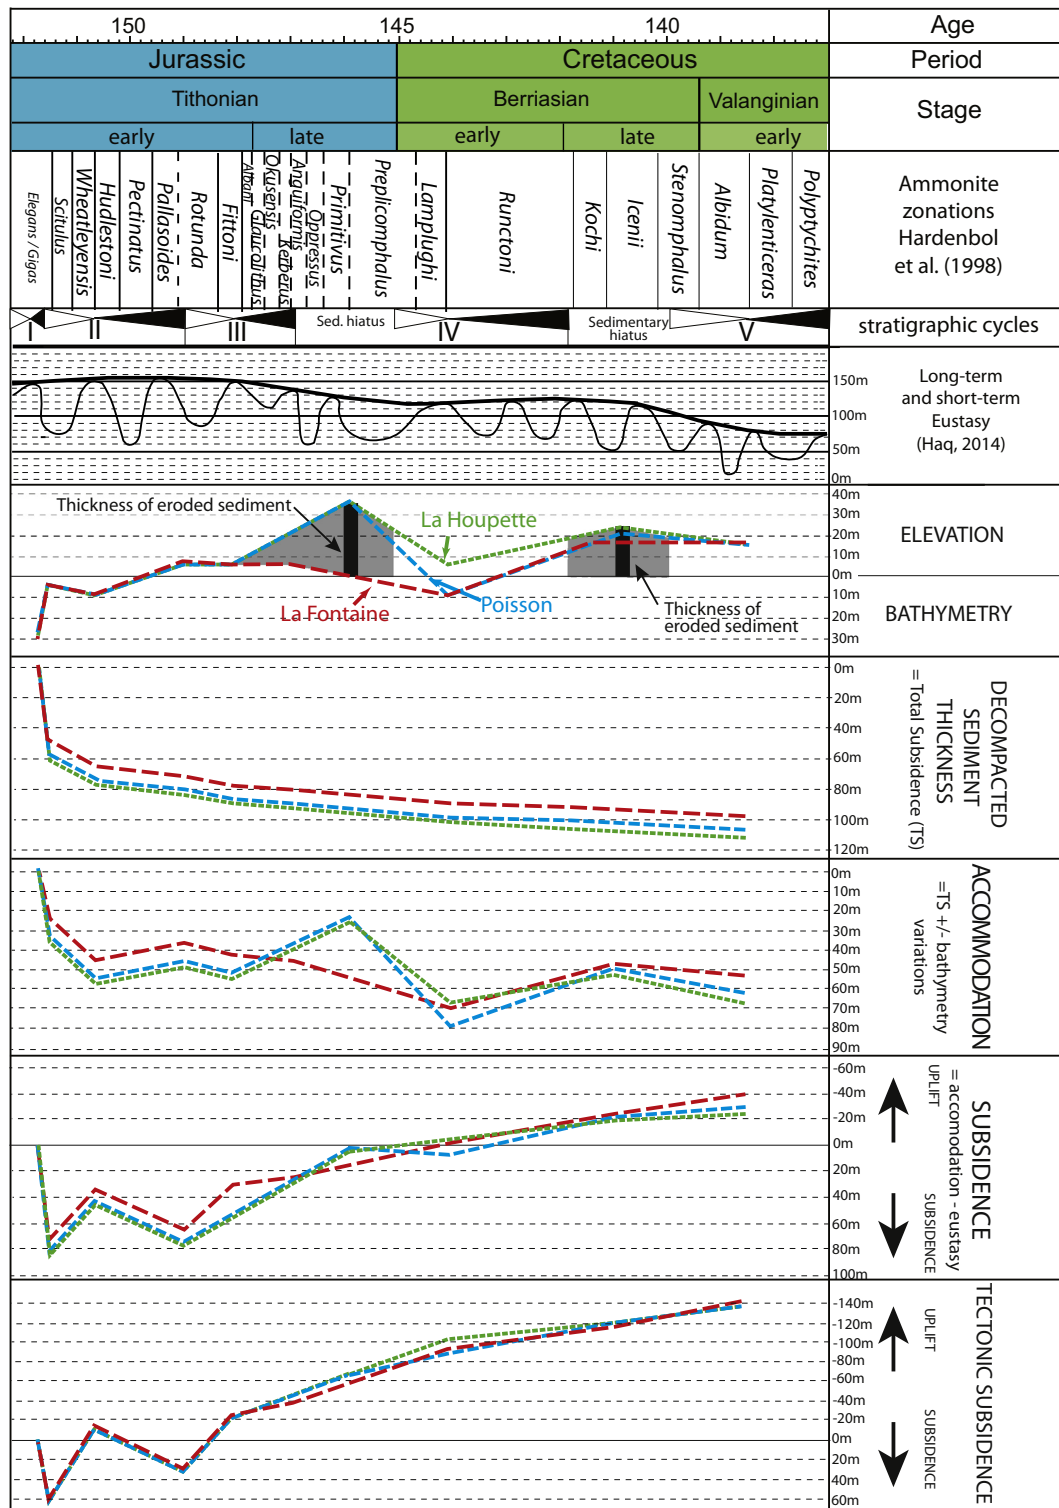 150 145 140 Age
Jurassic Cretaceous Period
Tithonian Berriasian Valanginian Stage
early late early late early
Elegans / Gigas
Scitulus
Wheatleyensis
Hudlestoni
Pectinatus
Pallasoides
Rotunda
Fittoni
Albani
Glaucolithus
Okusensis
Kerberus
Anguiformis
Oppressus
Primitivus
Preplicomphalus
Lamplughi
Runctoni
Kochi
Icenii
Stenomphalus
Albidum
Platylenticeras
Polyptychites
Ammonite
zonations
Hardenbol
et al. (1998)
I II III Sed. hiatus IV Sedimentary
hiatus V
stratigraphic cycles
150m
100m
50m
0m
Long-term
and short-term
Eustasy
(Haq, 2014)
40m
30m
20m
10m
0m
10m
20m
30m
Thickness of eroded sediment
La Houpette
La Fontaine
Poisson
Thickness of
eroded sediment
ELEVATION
BATHYMETRY
0m
20m
40m
60m
80m
100m
120m
DECOMPACTED
SEDIMENT
THICKNESS
= Total Subsidence (TS)
0m
10m
20m
30m
40m
50m
60m
70m
80m
90m
ACCOMMODATION
=TS +/- bathymetry
variations
-60m
-40m
-20m
0m
20m
40m
60m
80m
100m
SUBSIDENCE
= accomodation - eustasy
UPLIFT
SUBSIDENCE
-140m
-120m
-100m
-80m
-60m
-40m
-20m
0m
20m
40m
60m
TECTONIC SUBSIDENCE
UPLIFT
SUBSIDENCE